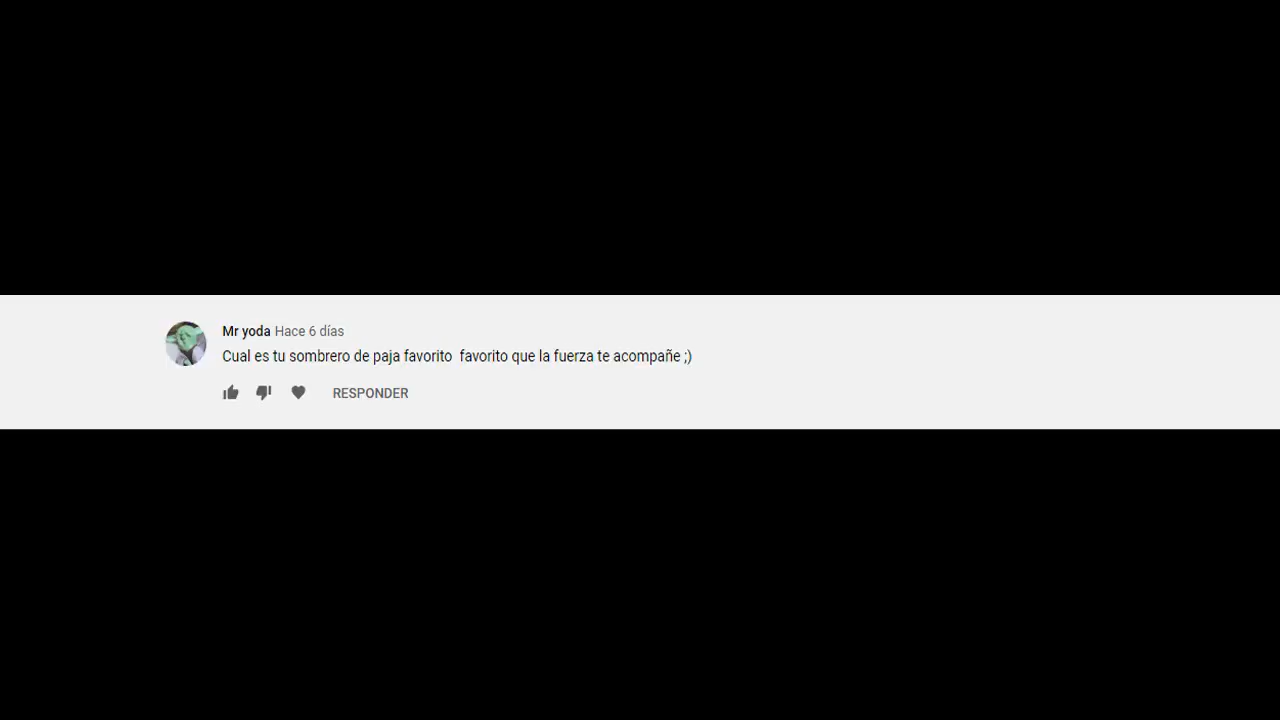 Mr yoda Hace 6 días
Cual es tu sombrero de paja favorito  favorito que la fuerza te acompañe ;)
RESPONDER